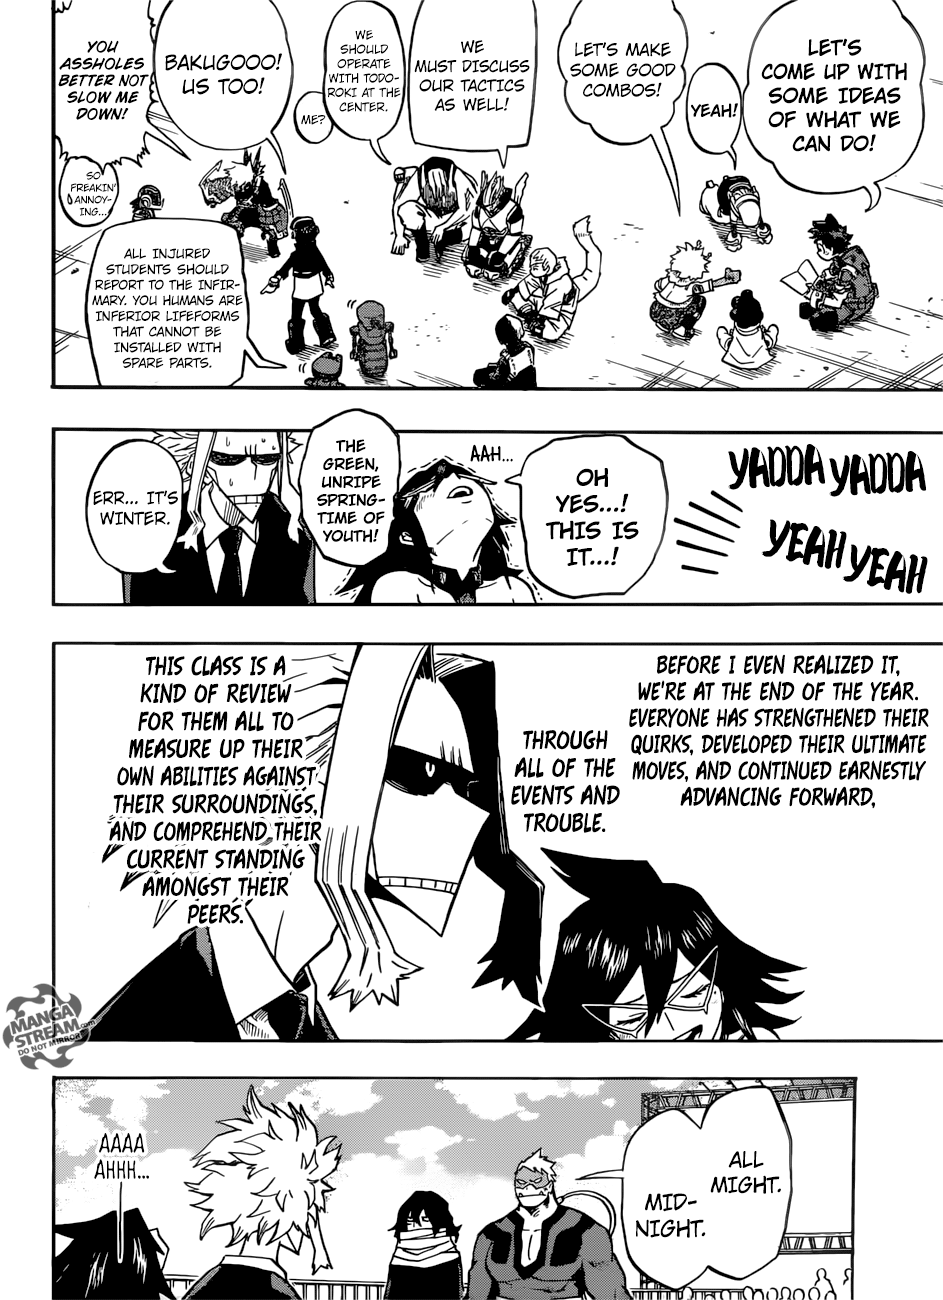 LET'S
COME UP WITH
SOME IDEAS
OF WHAT WE
CAN DO!
YEAH!
LET'S MAKE
SOME GOOD
COMBOS!
WE
MUST DISCUSS
OUR TACTICS
AS WELL!
WE
SHOULD
OPERATE
WITH TODO-
ROKI AT THE
CENTER.
ME?
BAKUGOOO!
US TOO!
YOU
ASSHOLES
BETTER NOT
SLOW ME
DOWN!
SO
FREAKIN'
ANNOY-
ING...
ALL INJURED
STUDENTS SHOULD
REPORT TO THE INFIR-
MARY. YOU HUMANS ARE
INFERIOR LIFEFORMS
THAT CANNOT BE
INSTALLED WITH
SPARE PARTS.
YADDA YADDA
YEAH YEAH
OH
YES...!
THIS IS
IT...!
AAH...
THE
GREEN,
UNRIPE
SPRING-
TIME OF
YOUTH!
ERR... IT'S
WINTER.
BEFORE I EVEN REALIZED IT,
WE'RE AT THE END OF THE YEAR.
EVERYONE HAS STRENGTHENED THEIR
QUIRKS, DEVELOPED THEIR ULTIMATE
MOVES, AND CONTINUED EARNESTLY
ADVANCING FORWARD,
THROUGH
ALL OF THE
EVENTS AND
TROUBLE.
THIS CLASS IS A
KIND OF REVIEW
FOR THEM ALL TO
MEASURE UP THEIR
OWN ABILITIES AGAINST
THEIR SURROUNDINGS,
AND COMPREHEND THEIR
CURRENT STANDING
AMONGST THEIR
PEERS.
MANGA
STREAM.com
DO NOT MIRROR
ALL
MIGHT.
MID-
NIGHT.
AAAA
AHHH...